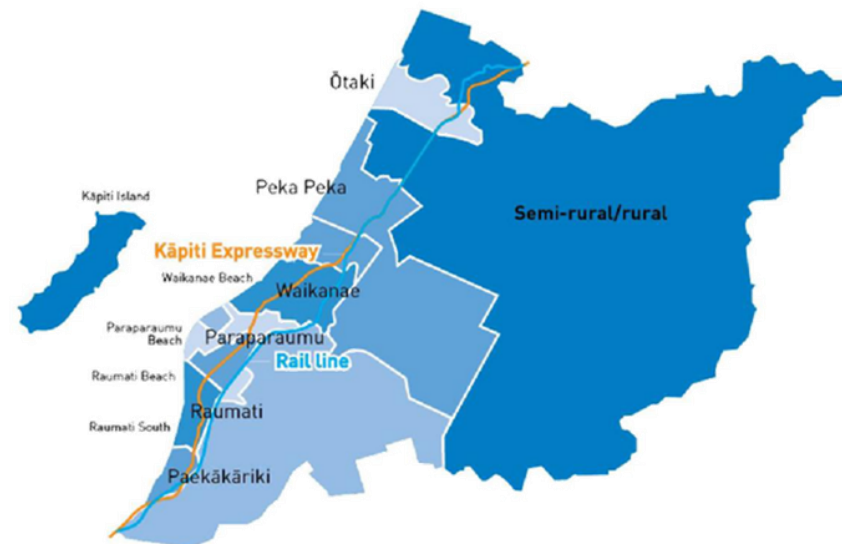 Ōtaki
Peka Peka
Kāpiti Island
Semi-rural/rural
Kāpiti Expressway
Waikanae Beach
Waikanae
Paraparaumu
Beach
Paraparaumu
Rail line
Raumati Beach
Raumati
Raumati South
Paekākāriki